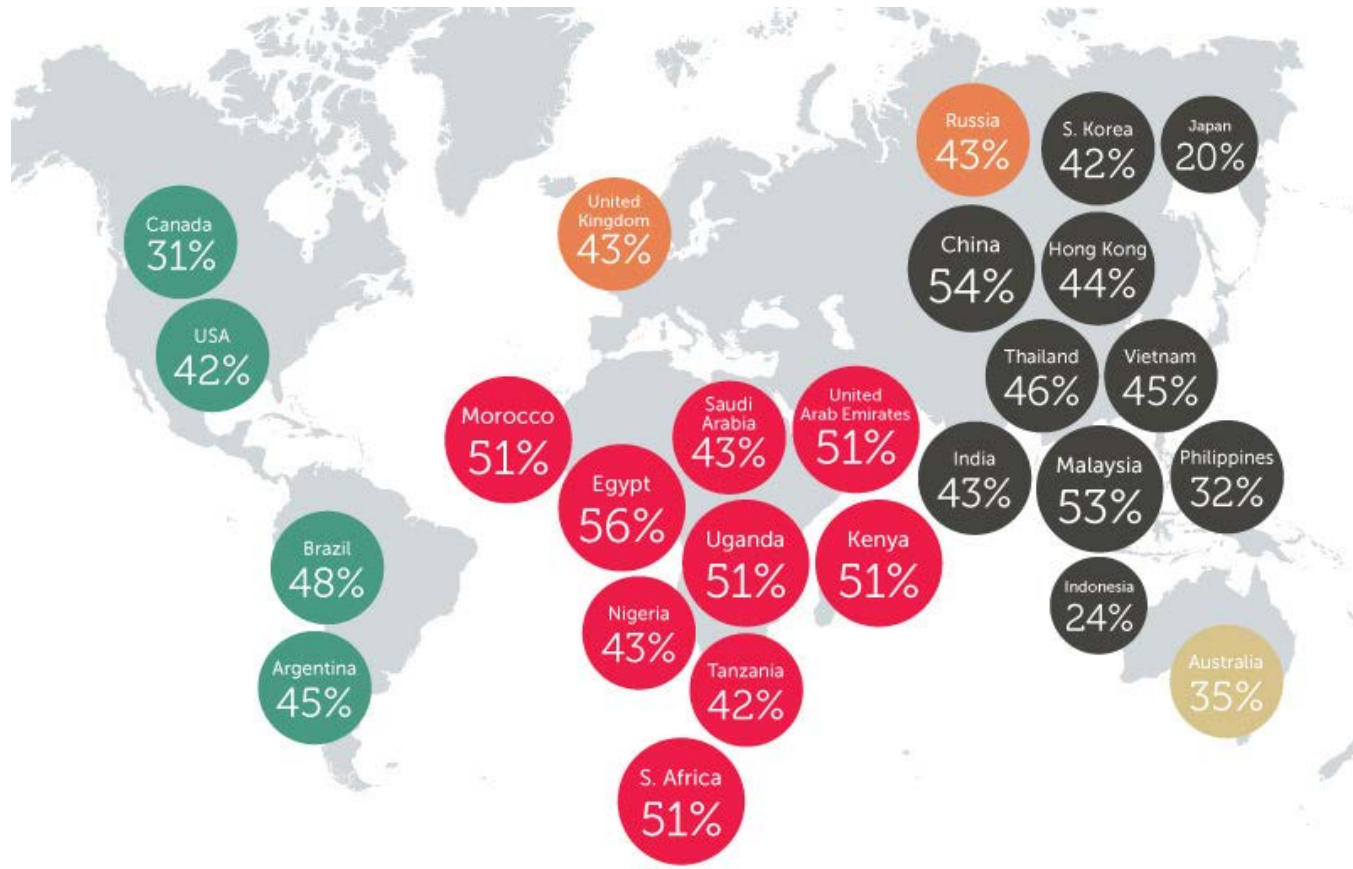 Russia
43%
S. Korea
42%
Japan
20%
Canada
31%
United
Kingdom
43%
China
54%
Hong Kong
44%
USA
42%
Thailand
46%
Vietnam
45%
Morocco
51%
Saudi
Arabia
43%
United
Arab Emirates
51%
India
43%
Malaysia
53%
Philippines
32%
Egypt
56%
Uganda
51%
Kenya
51%
Brazil
48%
Indonesia
24%
Nigeria
43%
Argentina
45%
Tanzania
42%
Australia
35%
S. Africa
51%